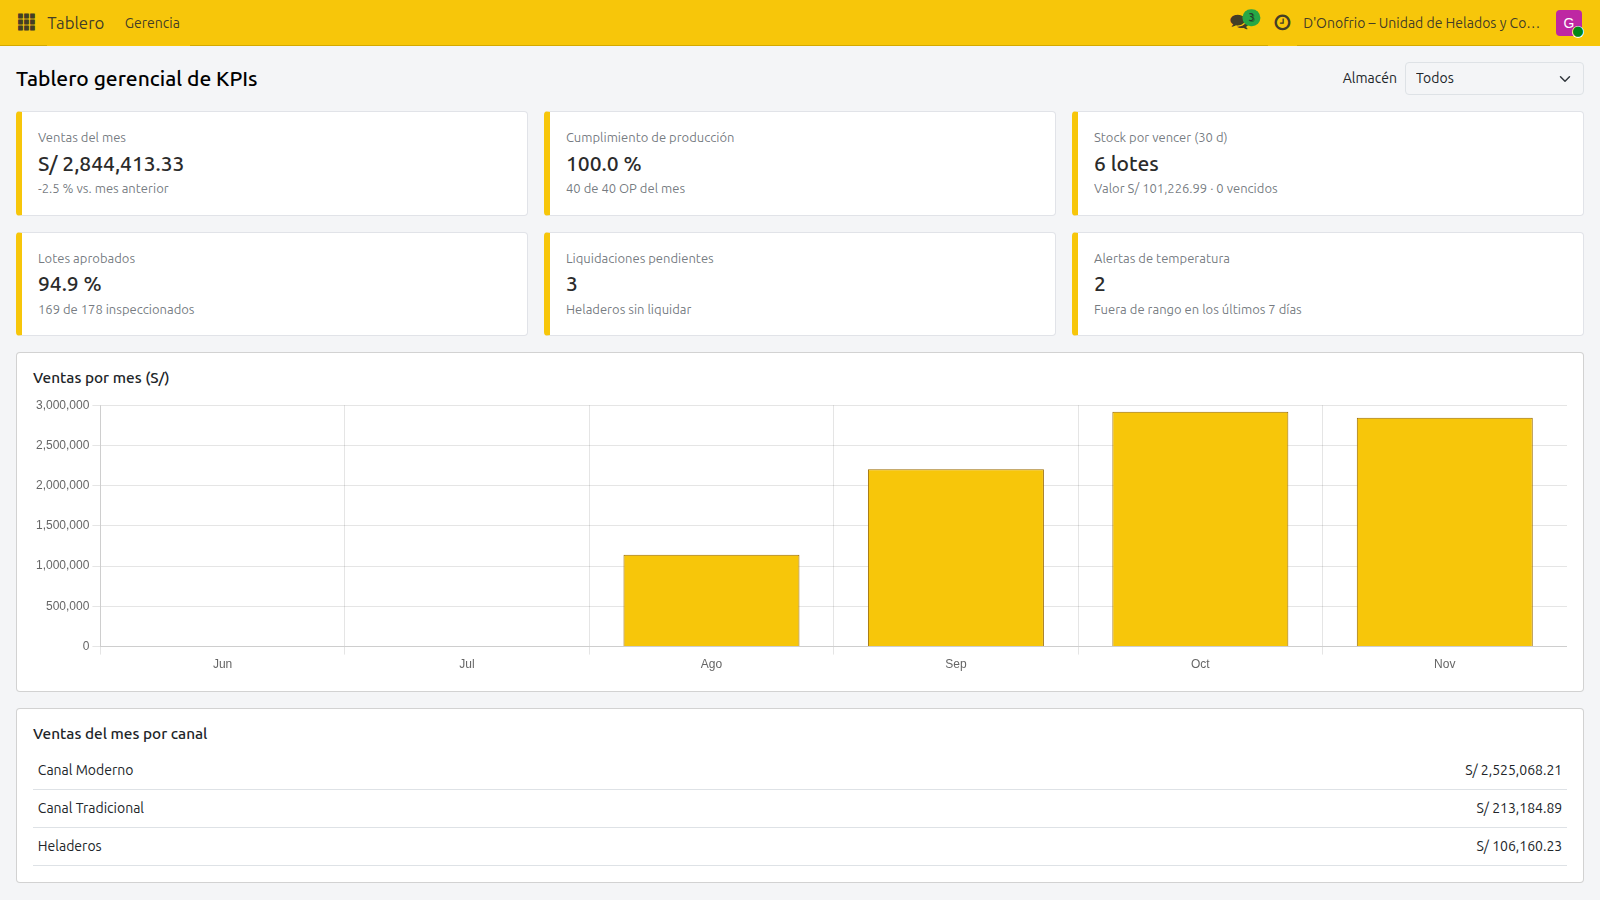 Tablero Gerencia 3 D'Onofrio – Unidad de Helados y Co... G
Tablero gerencial de KPIs
Almacén Todos
Ventas del mes
S/ 2,844,413.33
-2.5 % vs. mes anterior
Cumplimiento de producción
100.0 %
40 de 40 OP del mes
Stock por vencer (30 d)
6 lotes
Valor S/ 101,226.99 · 0 vencidos
Lotes aprobados
94.9 %
169 de 178 inspeccionados
Liquidaciones pendientes
3
Heladeros sin liquidar
Alertas de temperatura
2
Fuera de rango en los últimos 7 días
Ventas por mes (S/)
3,000,000
2,500,000
2,000,000
1,500,000
1,000,000
500,000
0
Jun Jul Ago Sep Oct Nov
Ventas del mes por canal
Canal Moderno S/ 2,525,068.21
Canal Tradicional S/ 213,184.89
Heladeros S/ 106,160.23